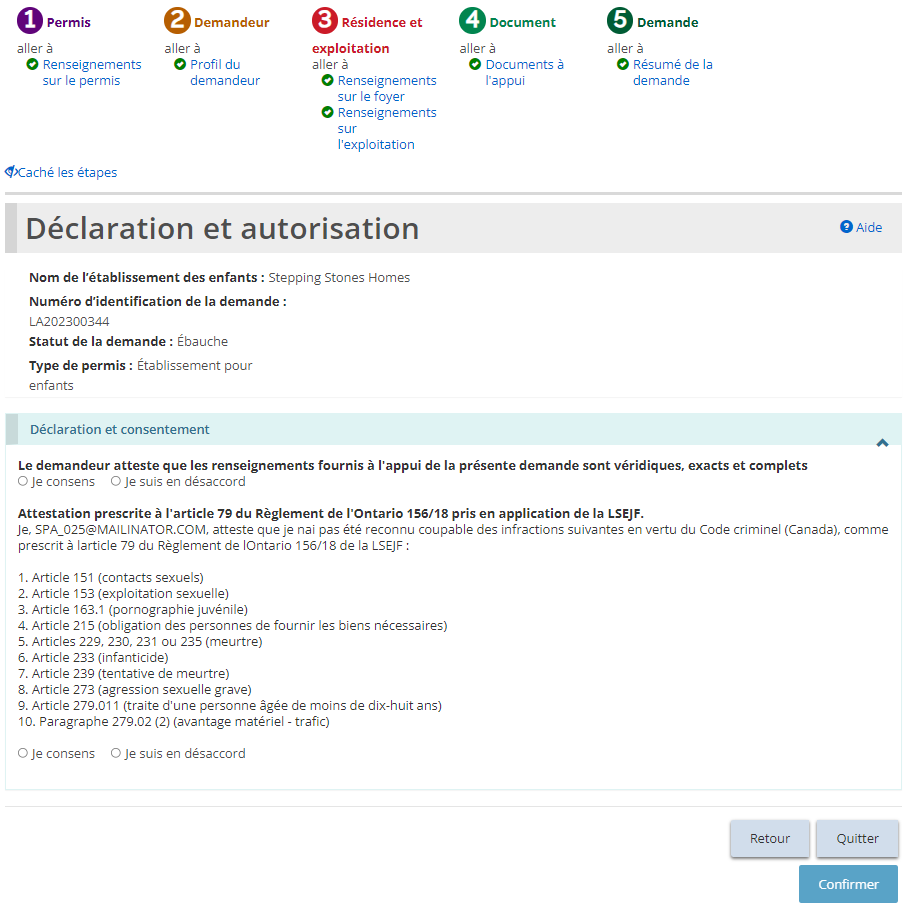 1 Permis
aller à
Renseignements
sur le permis
2 Demandeur
aller à
Profil du
demandeur
3 Résidence et
exploitation
aller à
Renseignements
sur le foyer
Renseignements
sur
l'exploitation
4 Document
aller à
Documents à
l'appui
5 Demande
aller à
Résumé de la
demande
Caché les étapes
Déclaration et autorisation
? Aide
Nom de l’établissement des enfants : Stepping Stones Homes
Numéro d’identification de la demande :
LA202300344
Statut de la demande : Ébauche
Type de permis : Établissement pour
enfants
Déclaration et consentement
Le demandeur atteste que les renseignements fournis à l'appui de la présente demande sont véridiques, exacts et complets
Je consens Je suis en désaccord
Attestation prescrite à l'article 79 du Règlement de l'Ontario 156/18 pris en application de la LSEJF.
Je, SPA_025@MAILINATOR.COM, atteste que je nai pas été reconnu coupable des infractions suivantes en vertu du Code criminel (Canada), comme
prescrit à larticle 79 du Règlement de lOntario 156/18 de la LSEJF :
1. Article 151 (contacts sexuels)
2. Article 153 (exploitation sexuelle)
3. Article 163.1 (pornographie juvénile)
4. Article 215 (obligation des personnes de fournir les biens nécessaires)
5. Articles 229, 230, 231 ou 235 (meurtre)
6. Article 233 (infanticide)
7. Article 239 (tentative de meurtre)
8. Article 273 (agression sexuelle grave)
9. Article 279.011 (traite d'une personne âgée de moins de dix-huit ans)
10. Paragraphe 279.02 (2) (avantage matériel - trafic)
Je consens Je suis en désaccord
Retour
Quitter
Confirmer